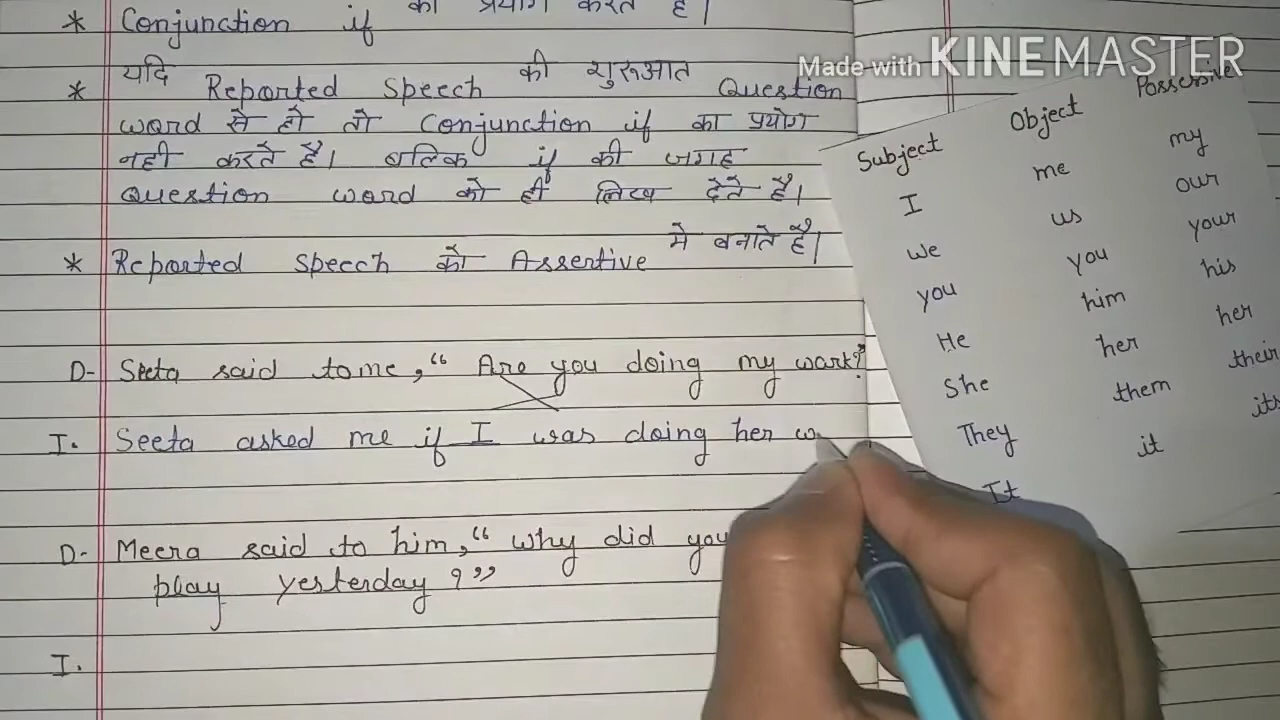 का प्रयोग करते है।
* Conjunction if
* यदि Reported Speech की शुरूआत Question
word से हो तो Conjunction if का प्रयोग
नही करते है। बल्कि if की जगह
Question word को ही लिख देते है।
* Reported Speech को Assertive मे बनाते है।
D- Seeta said to me, “ Are you doing my work?
I. Seeta asked me if I was doing her wo
D- Meera said to him, “ why did you
play yesterday ? ”
I.
Made with KINEMASTER
Subject Object Possessive
I me my
we us our
you you your
He him his
She her her
They them their
It it its